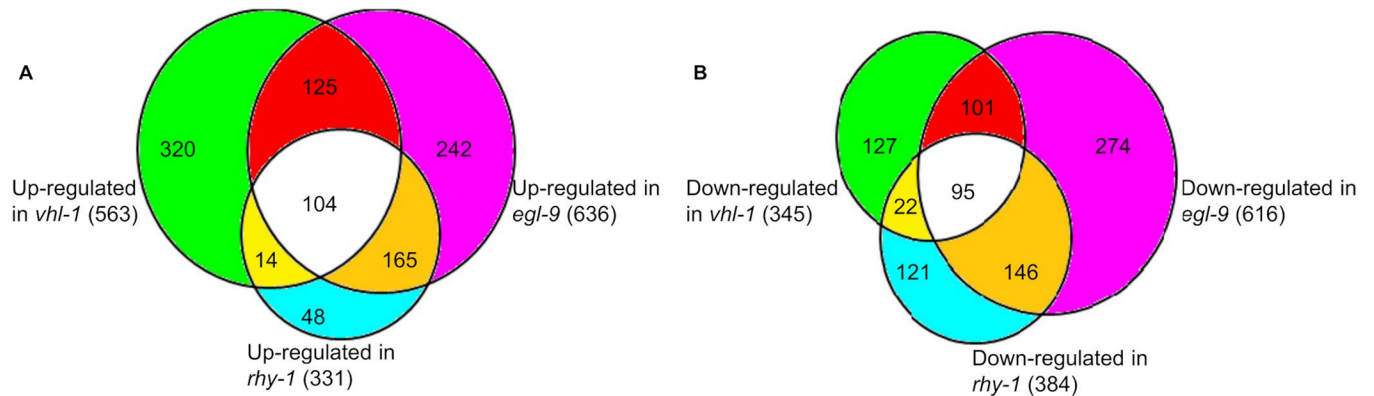 A
125
320
242
Up-regulated
in vhl-1 (563)
Up-regulated in
egl-9 (636)
104
14
165
48
Up-regulated in
rhy-1 (331)
B
101
127
274
Down-regulated
in vhl-1 (345)
Down-regulated in
egl-9 (616)
95
22
121
146
Down-regulated in
rhy-1 (384)